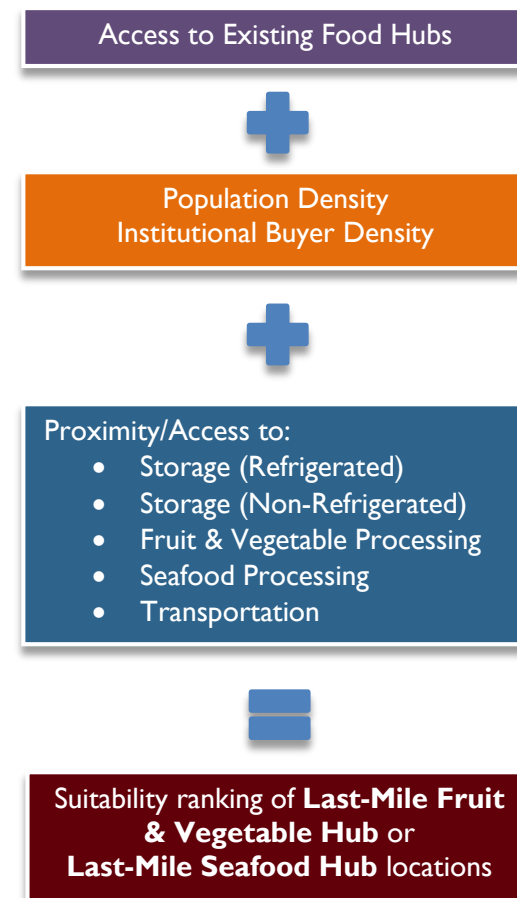 Access to Existing Food Hubs
Population Density
Institutional Buyer Density
Proximity/Access to:
• Storage (Refrigerated)
• Storage (Non-Refrigerated)
• Fruit & Vegetable Processing
• Seafood Processing
• Transportation
Suitability ranking of Last-Mile Fruit
& Vegetable Hub or
Last-Mile Seafood Hub locations